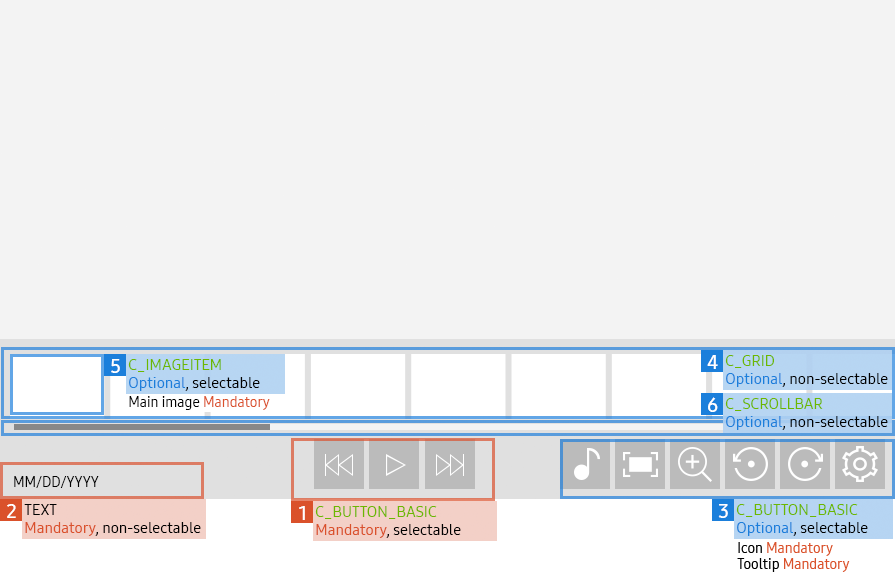 5
C_IMAGEITEM
Optional, selectable
Main image Mandatory
4
C_GRID
Optional, non-selectable
6
C_SCROLLBAR
Optional, non-selectable
MM/DD/YYYY
2
TEXT
Mandatory, non-selectable
1
C_BUTTON_BASIC
Mandatory, selectable
3
C_BUTTON_BASIC
Optional, selectable
Icon Mandatory
Tooltip Mandatory